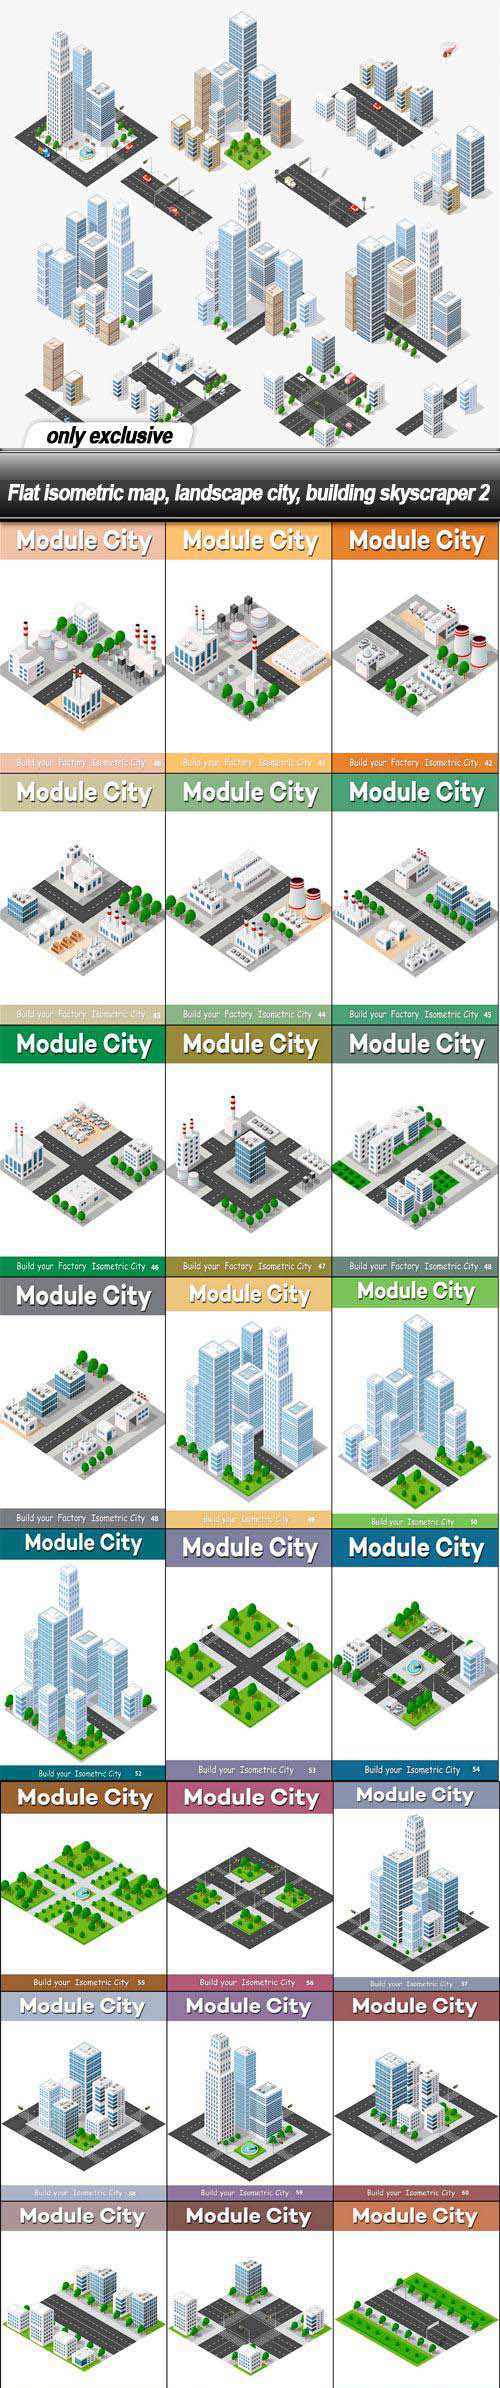 only exclusive
Flat isometric map, landscape city, building skyscraper 2
Module City
Module City
Module City
Build your Factory Isometric City 40
Build your Factory Isometric City 41
Build your Factory Isometric City 42
Module City
Module City
Module City
Build your Factory Isometric City 43
Build your Factory Isometric City 44
Build your Factory Isometric City 45
Module City
Module City
Module City
Build your Factory Isometric City 46
Build your Factory Isometric City 47
Build your Factory Isometric City 48
Module City
Module City
Module City
Build your Factory Isometric City 48
Build your Isometric City 49
Build your Isometric City 50
Module City
Module City
Module City
Build your Isometric City 52
Build your Isometric City 53
Build your Isometric City 54
Module City
Module City
Module City
Build your Isometric City 55
Build your Isometric City 56
Build your Isometric City 57
Module City
Module City
Module City
Build your Isometric City 58
Build your Isometric City 59
Build your Isometric City 60
Module City
Module City
Module City